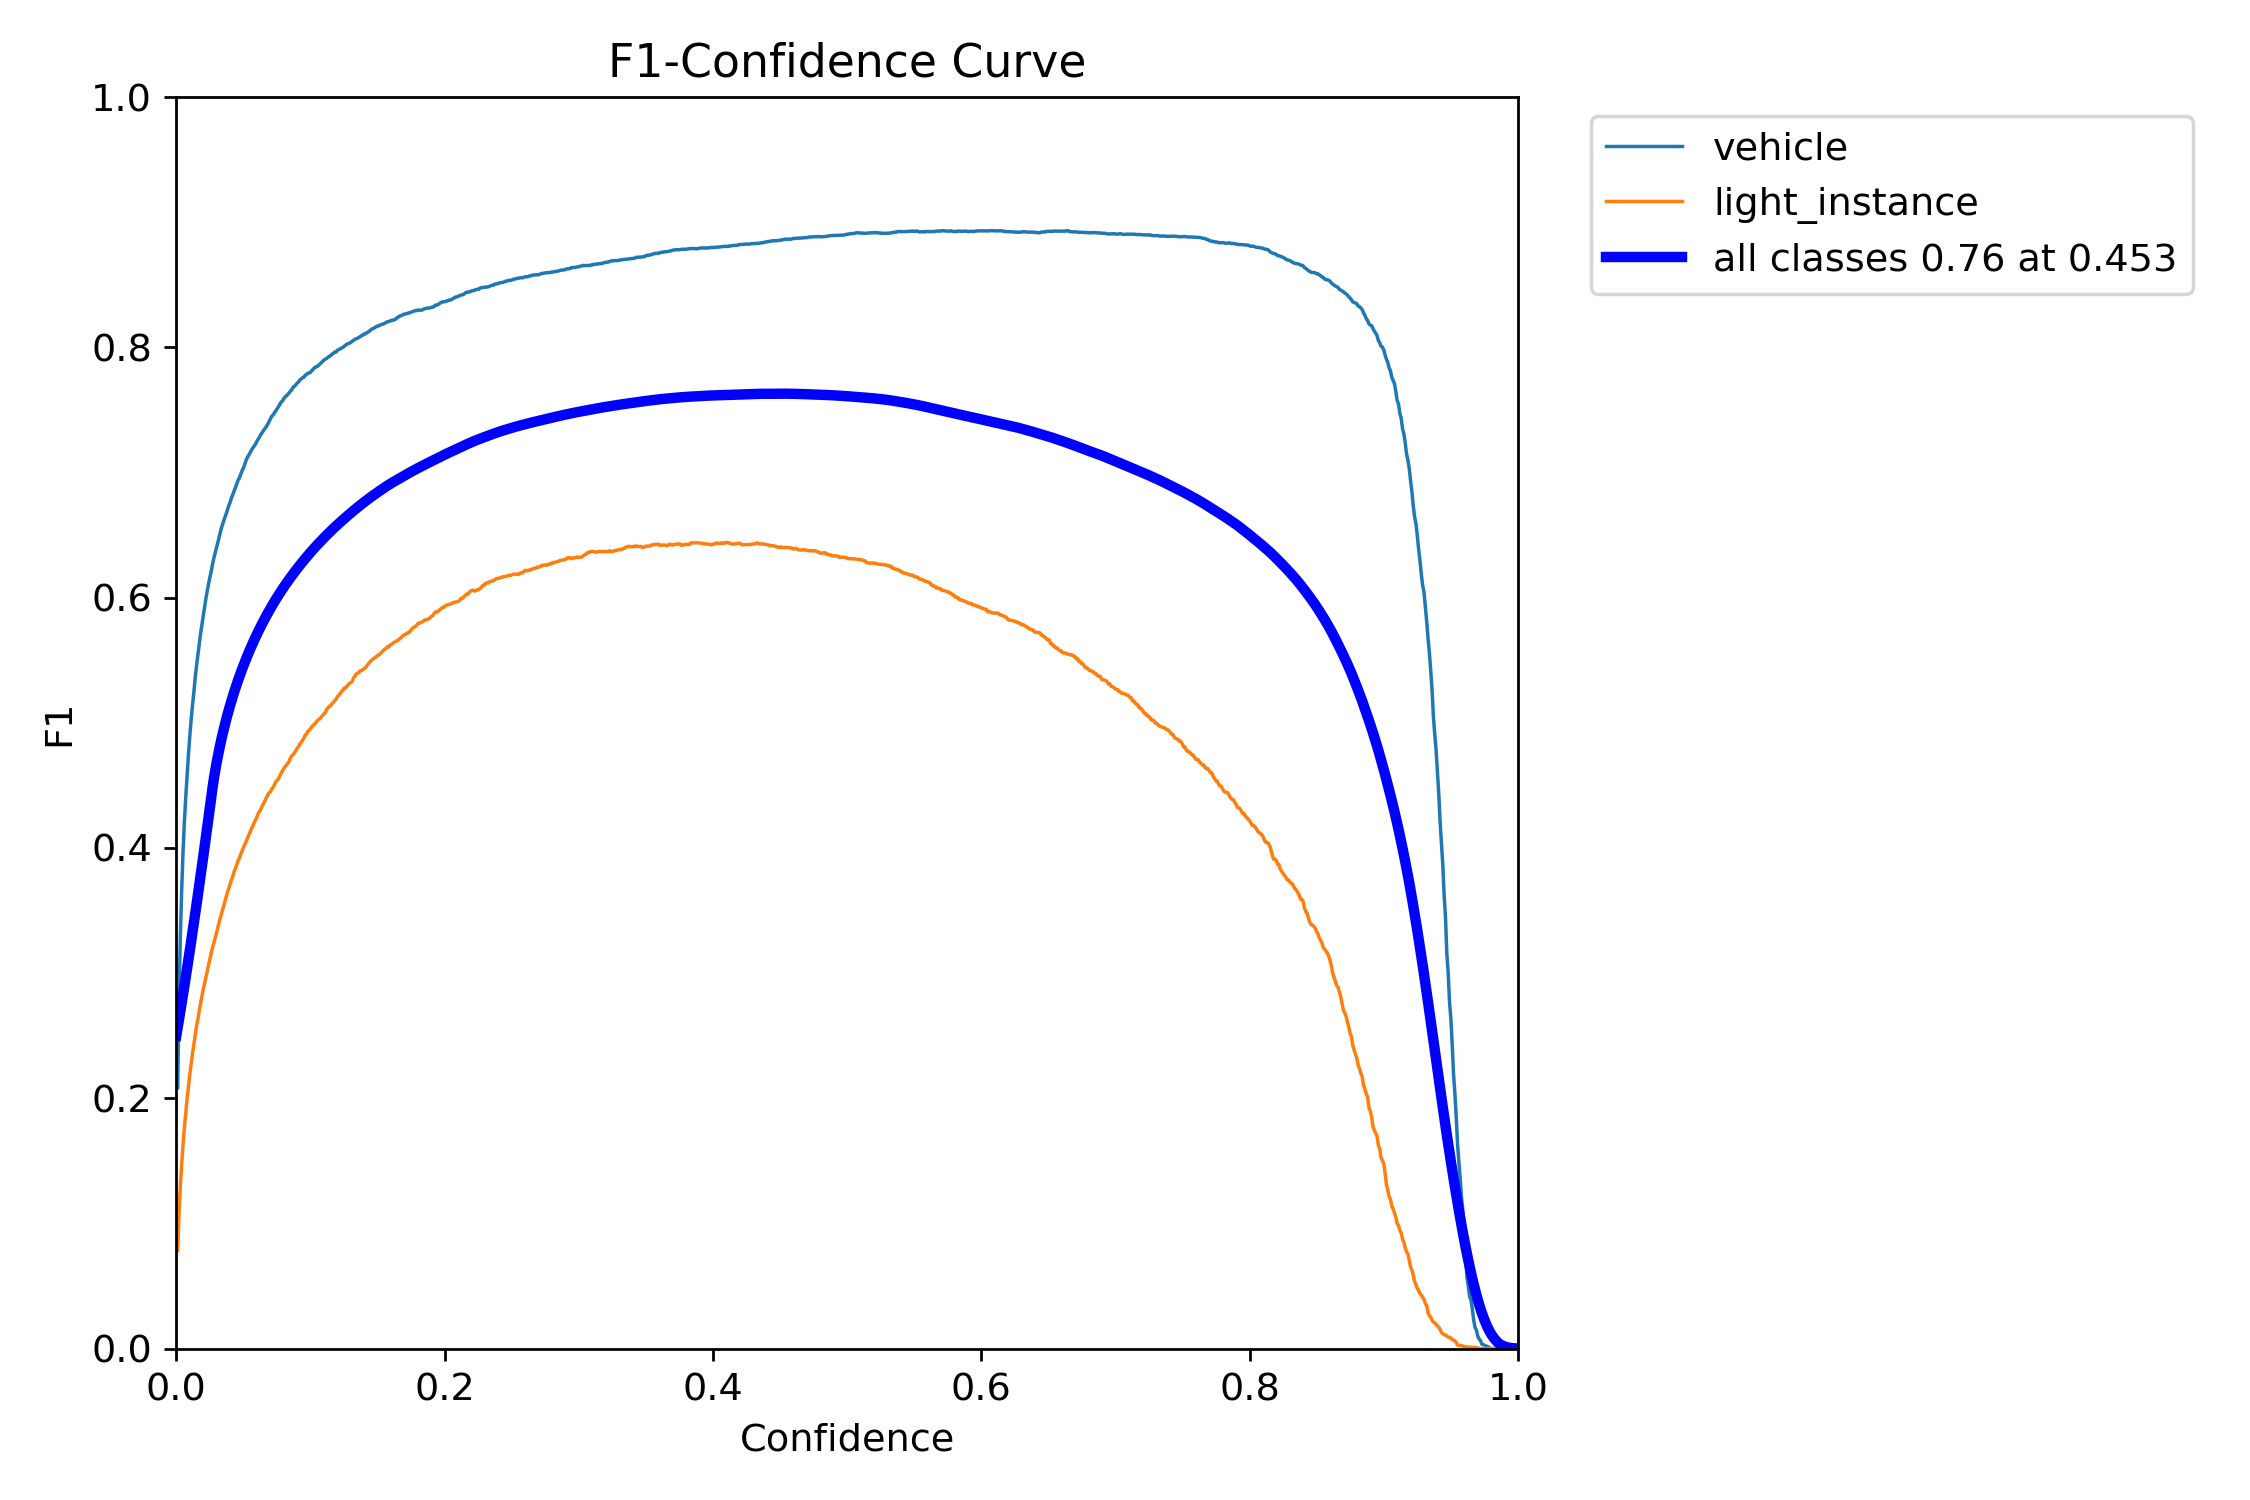 F1-Confidence Curve
1.0
0.8
0.6
0.4
0.2
0.0
F1
0.0 0.2 0.4 0.6 0.8 1.0
Confidence
vehicle
light_instance
all classes 0.76 at 0.453